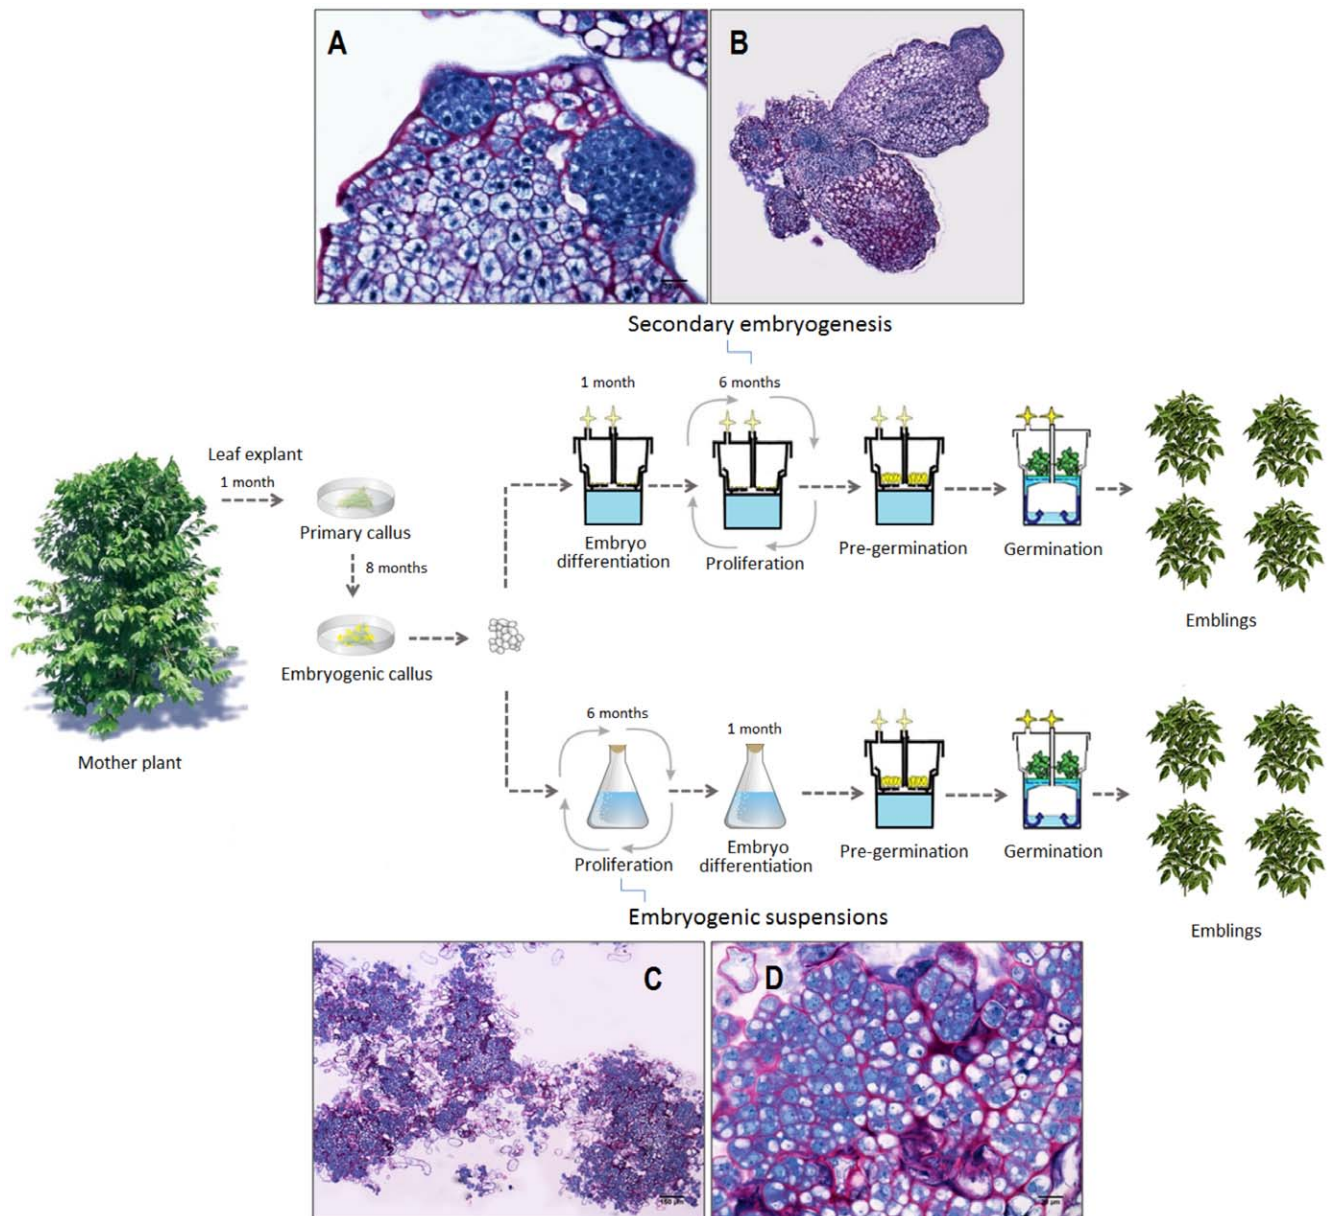 A
B
Secondary embryogenesis
1 month
6 months
Leaf explant
1 month
Primary callus
8 months
Embryogenic callus
Mother plant
Embryo
differentiation
Proliferation
Pre-germination
Germination
Emblings
6 months
1 month
Proliferation
Embryo
differentiation
Pre-germination
Germination
Emblings
Embryogenic suspensions
C
D